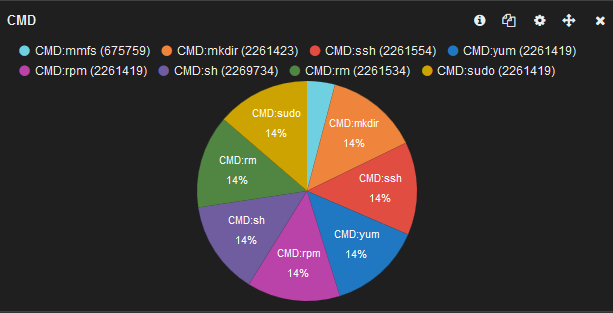 CMD
CMD:mmfs (675759) CMD:mkdir (2261423) CMD:ssh (2261554) CMD:yum (2261419)
CMD:rpm (2261419) CMD:sh (2269734) CMD:rm (2261534) CMD:sudo (2261419)
CMD:sudo
14%
CMD:mkdir
14%
CMD:rm
14%
CMD:ssh
14%
CMD:sh
14%
CMD:yum
14%
CMD:rpm
14%